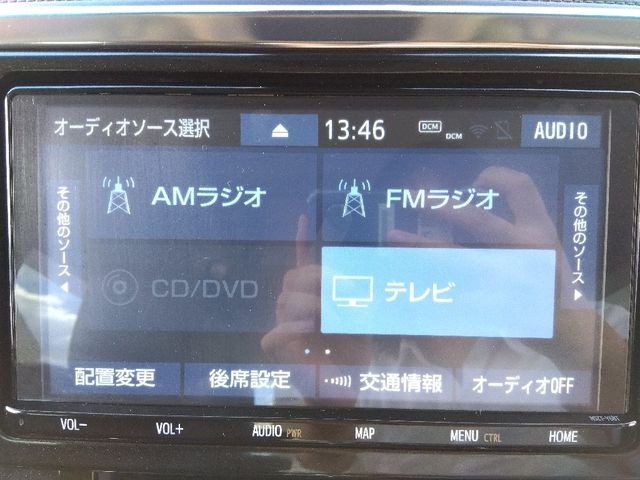 オーディオソース選択 ⏏ 13:46 DCM DCM AUDIO
AMラジオ FMラジオ
その他のソース◀
その他のソース▶
CD/DVD テレビ
配置変更 後席設定 交通情報 オーディオOFF
VOL- VOL+ AUDIO PWR MAP MENU CTRL HOME